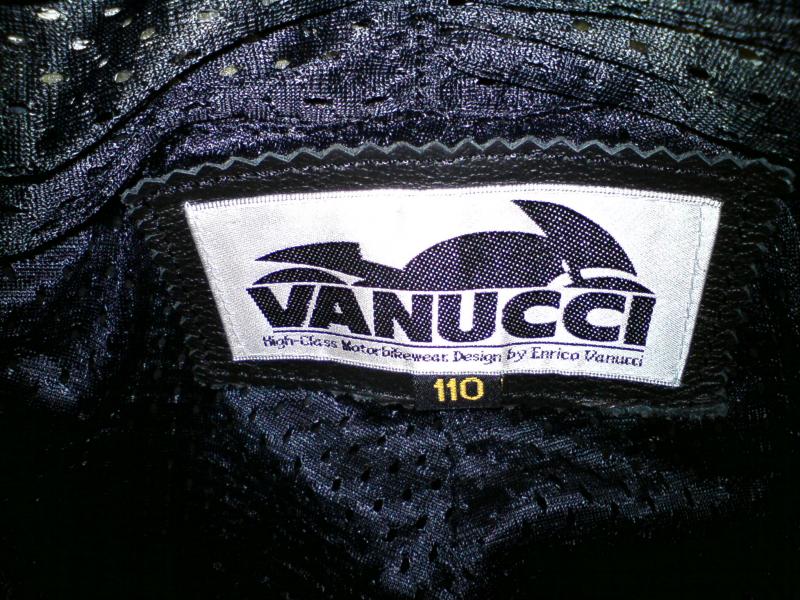 VANUCCI
High-Class Motorbikewear. Design by Enrico Vanucci
110